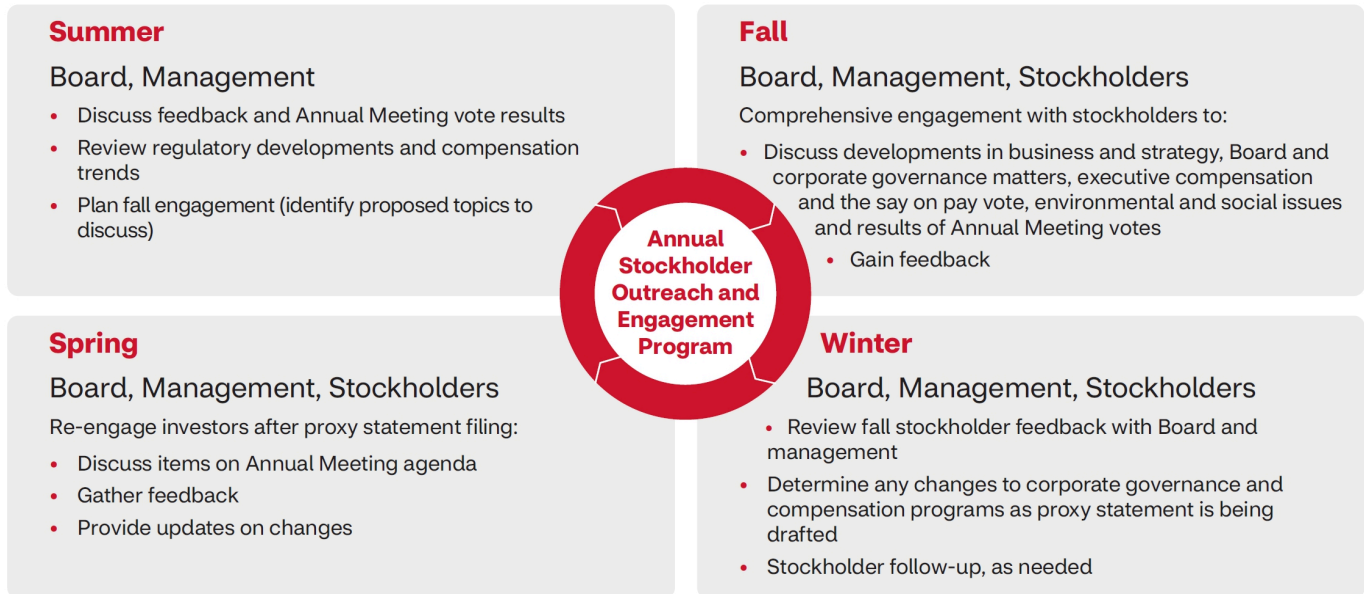 Summer
Board, Management
• Discuss feedback and Annual Meeting vote results
• Review regulatory developments and compensation
trends
• Plan fall engagement (identify proposed topics to
discuss)
Fall
Board, Management, Stockholders
Comprehensive engagement with stockholders to:
• Discuss developments in business and strategy, Board and
corporate governance matters, executive compensation
and the say on pay vote, environmental and social issues
and results of Annual Meeting votes
• Gain feedback
Annual
Stockholder
Outreach and
Engagement
Program
Spring
Board, Management, Stockholders
Re-engage investors after proxy statement filing:
• Discuss items on Annual Meeting agenda
• Gather feedback
• Provide updates on changes
Winter
Board, Management, Stockholders
• Review fall stockholder feedback with Board and
management
• Determine any changes to corporate governance and
compensation programs as proxy statement is being
drafted
• Stockholder follow-up, as needed